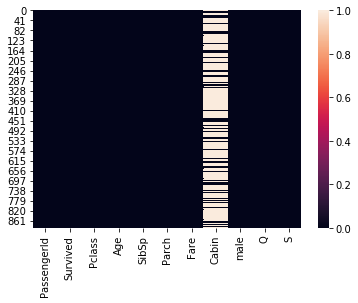 0
41
82
123
164
205
246
287
328
369
410
451
492
533
574
615
656
697
738
779
820
861
1.0
0.8
0.6
0.4
0.2
0.0
PassengerId
Survived
Pclass
Age
SibSp
Parch
Fare
Cabin
male
Q
S